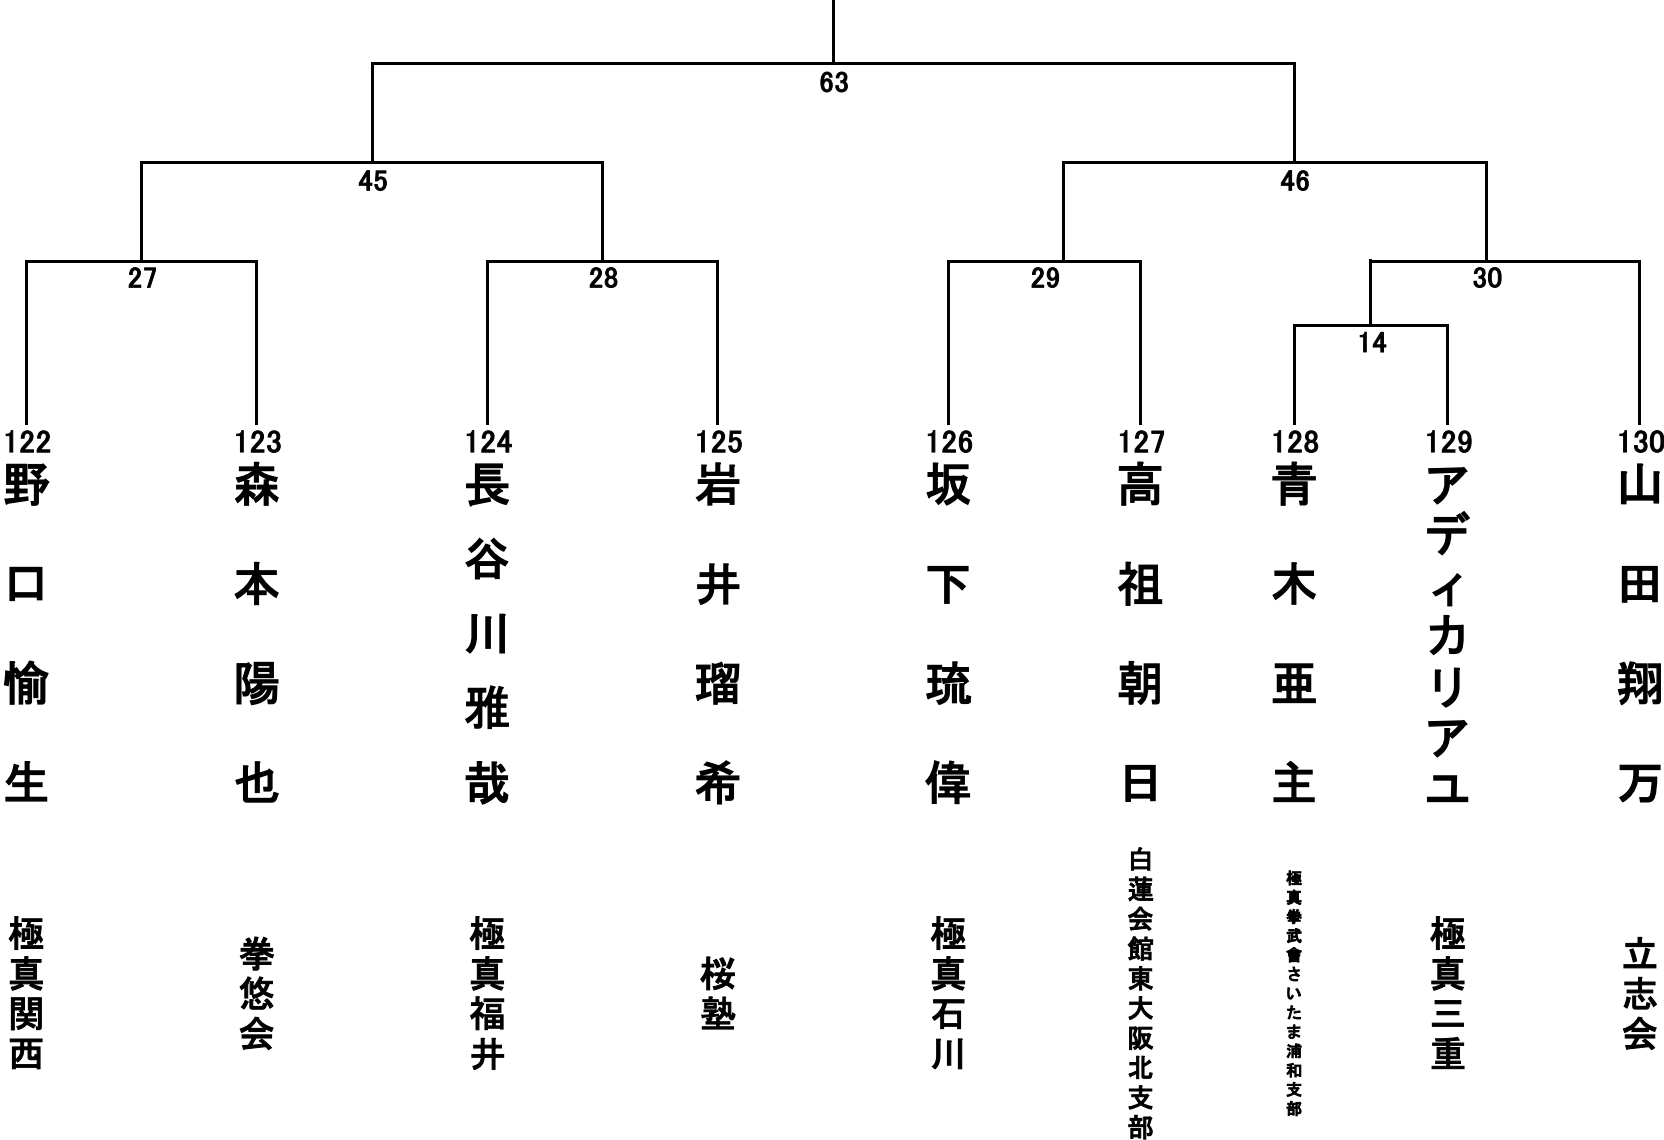 63
45
46
27
28
29
30
14
122
野口愉生
極真関西
123
森本陽也
拳悠会
124
長谷川雅哉
極真福井
125
岩井瑠希
桜塾
126
坂下琉偉
極真石川
127
高祖朝日
白蓮会館東大阪北支部
128
青木亜主
極真拳武會さいたま浦和支部
129
アディカリアユ
極真三重
130
山田翔万
立志会